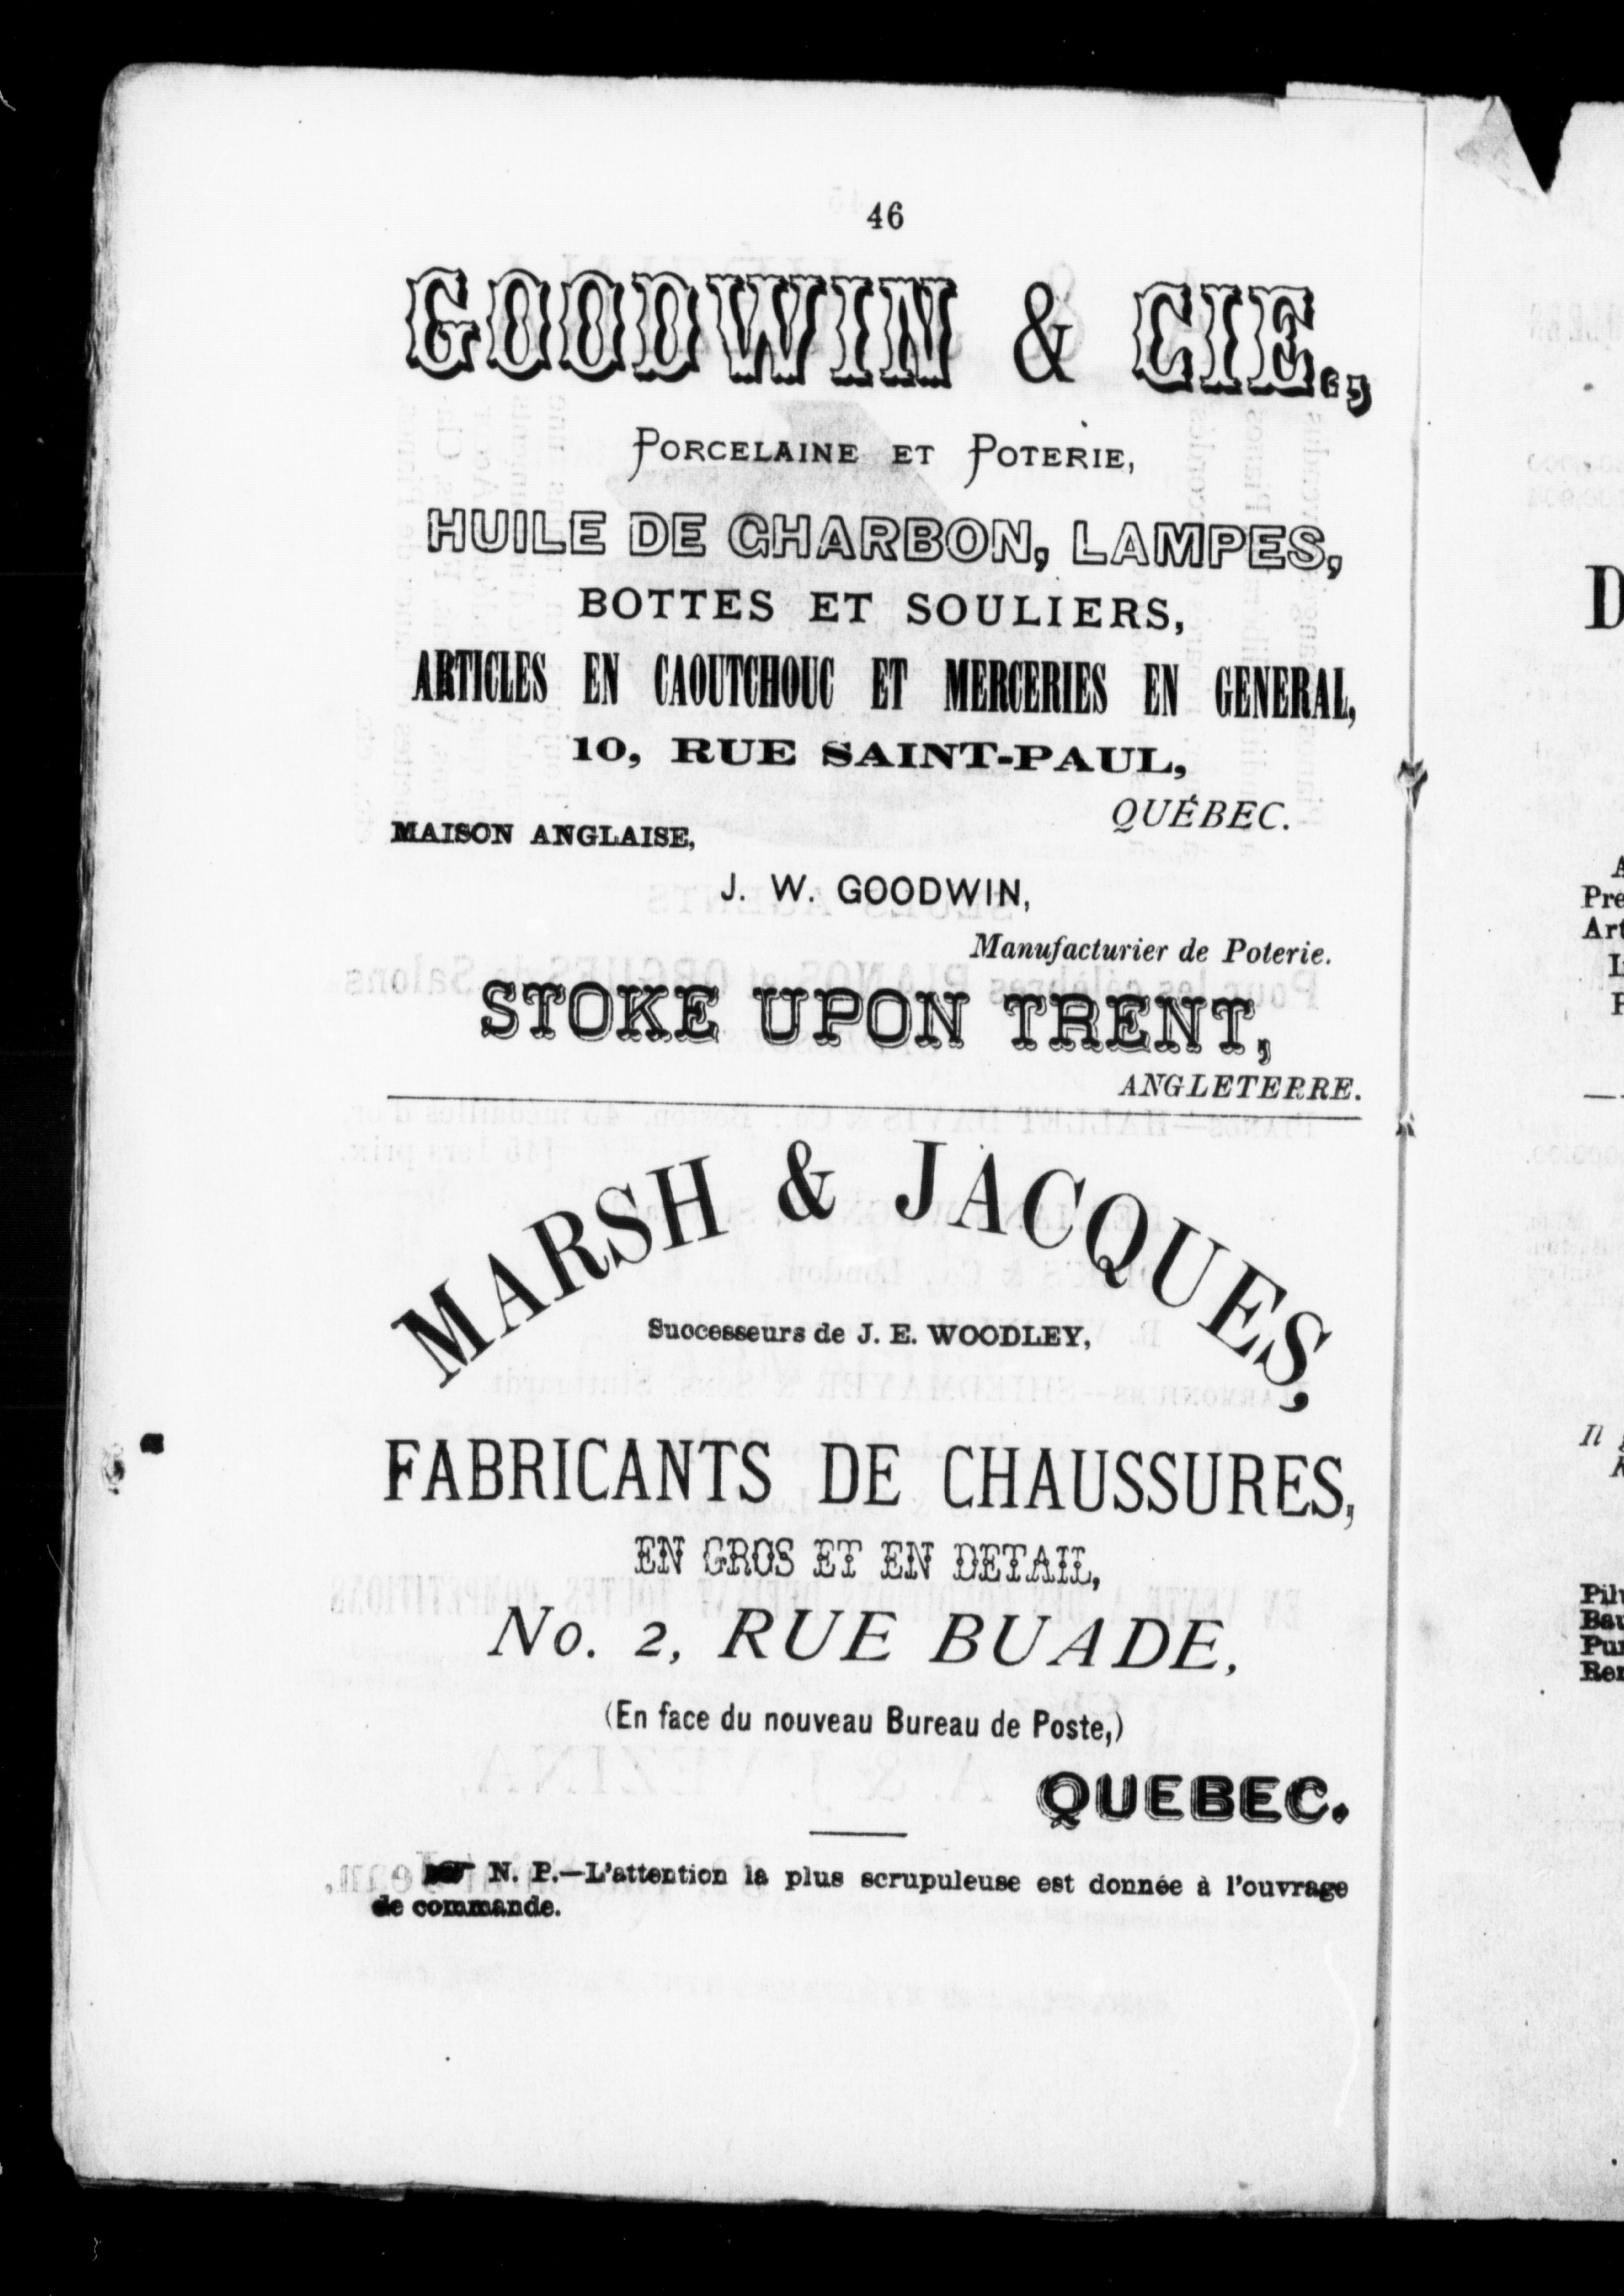 46
GOODWIN & CIE.,
PORCELAINE ET POTERIE,
HUILE DE CHARBON, LAMPES,
BOTTES ET SOULIERS,
ARTICLES EN CAOUTCHOUC ET MERCERIES EN GENERAL,
10, RUE SAINT-PAUL,
QUÉBEC.
MAISON ANGLAISE,
J. W. GOODWIN,
Manufacturier de Poterie.
STOKE UPON TRENT,
ANGLETERRE.
MARSH & JACQUES,
Successeurs de J. E. WOODLEY,
FABRICANTS DE CHAUSSURES,
EN GROS ET EN DETAIL,
No. 2, RUE BUADE,
(En face du nouveau Bureau de Poste,)
QUEBEC.
N. P.—L'attention la plus scrupuleuse est donnée à l'ouvrage
de commande.